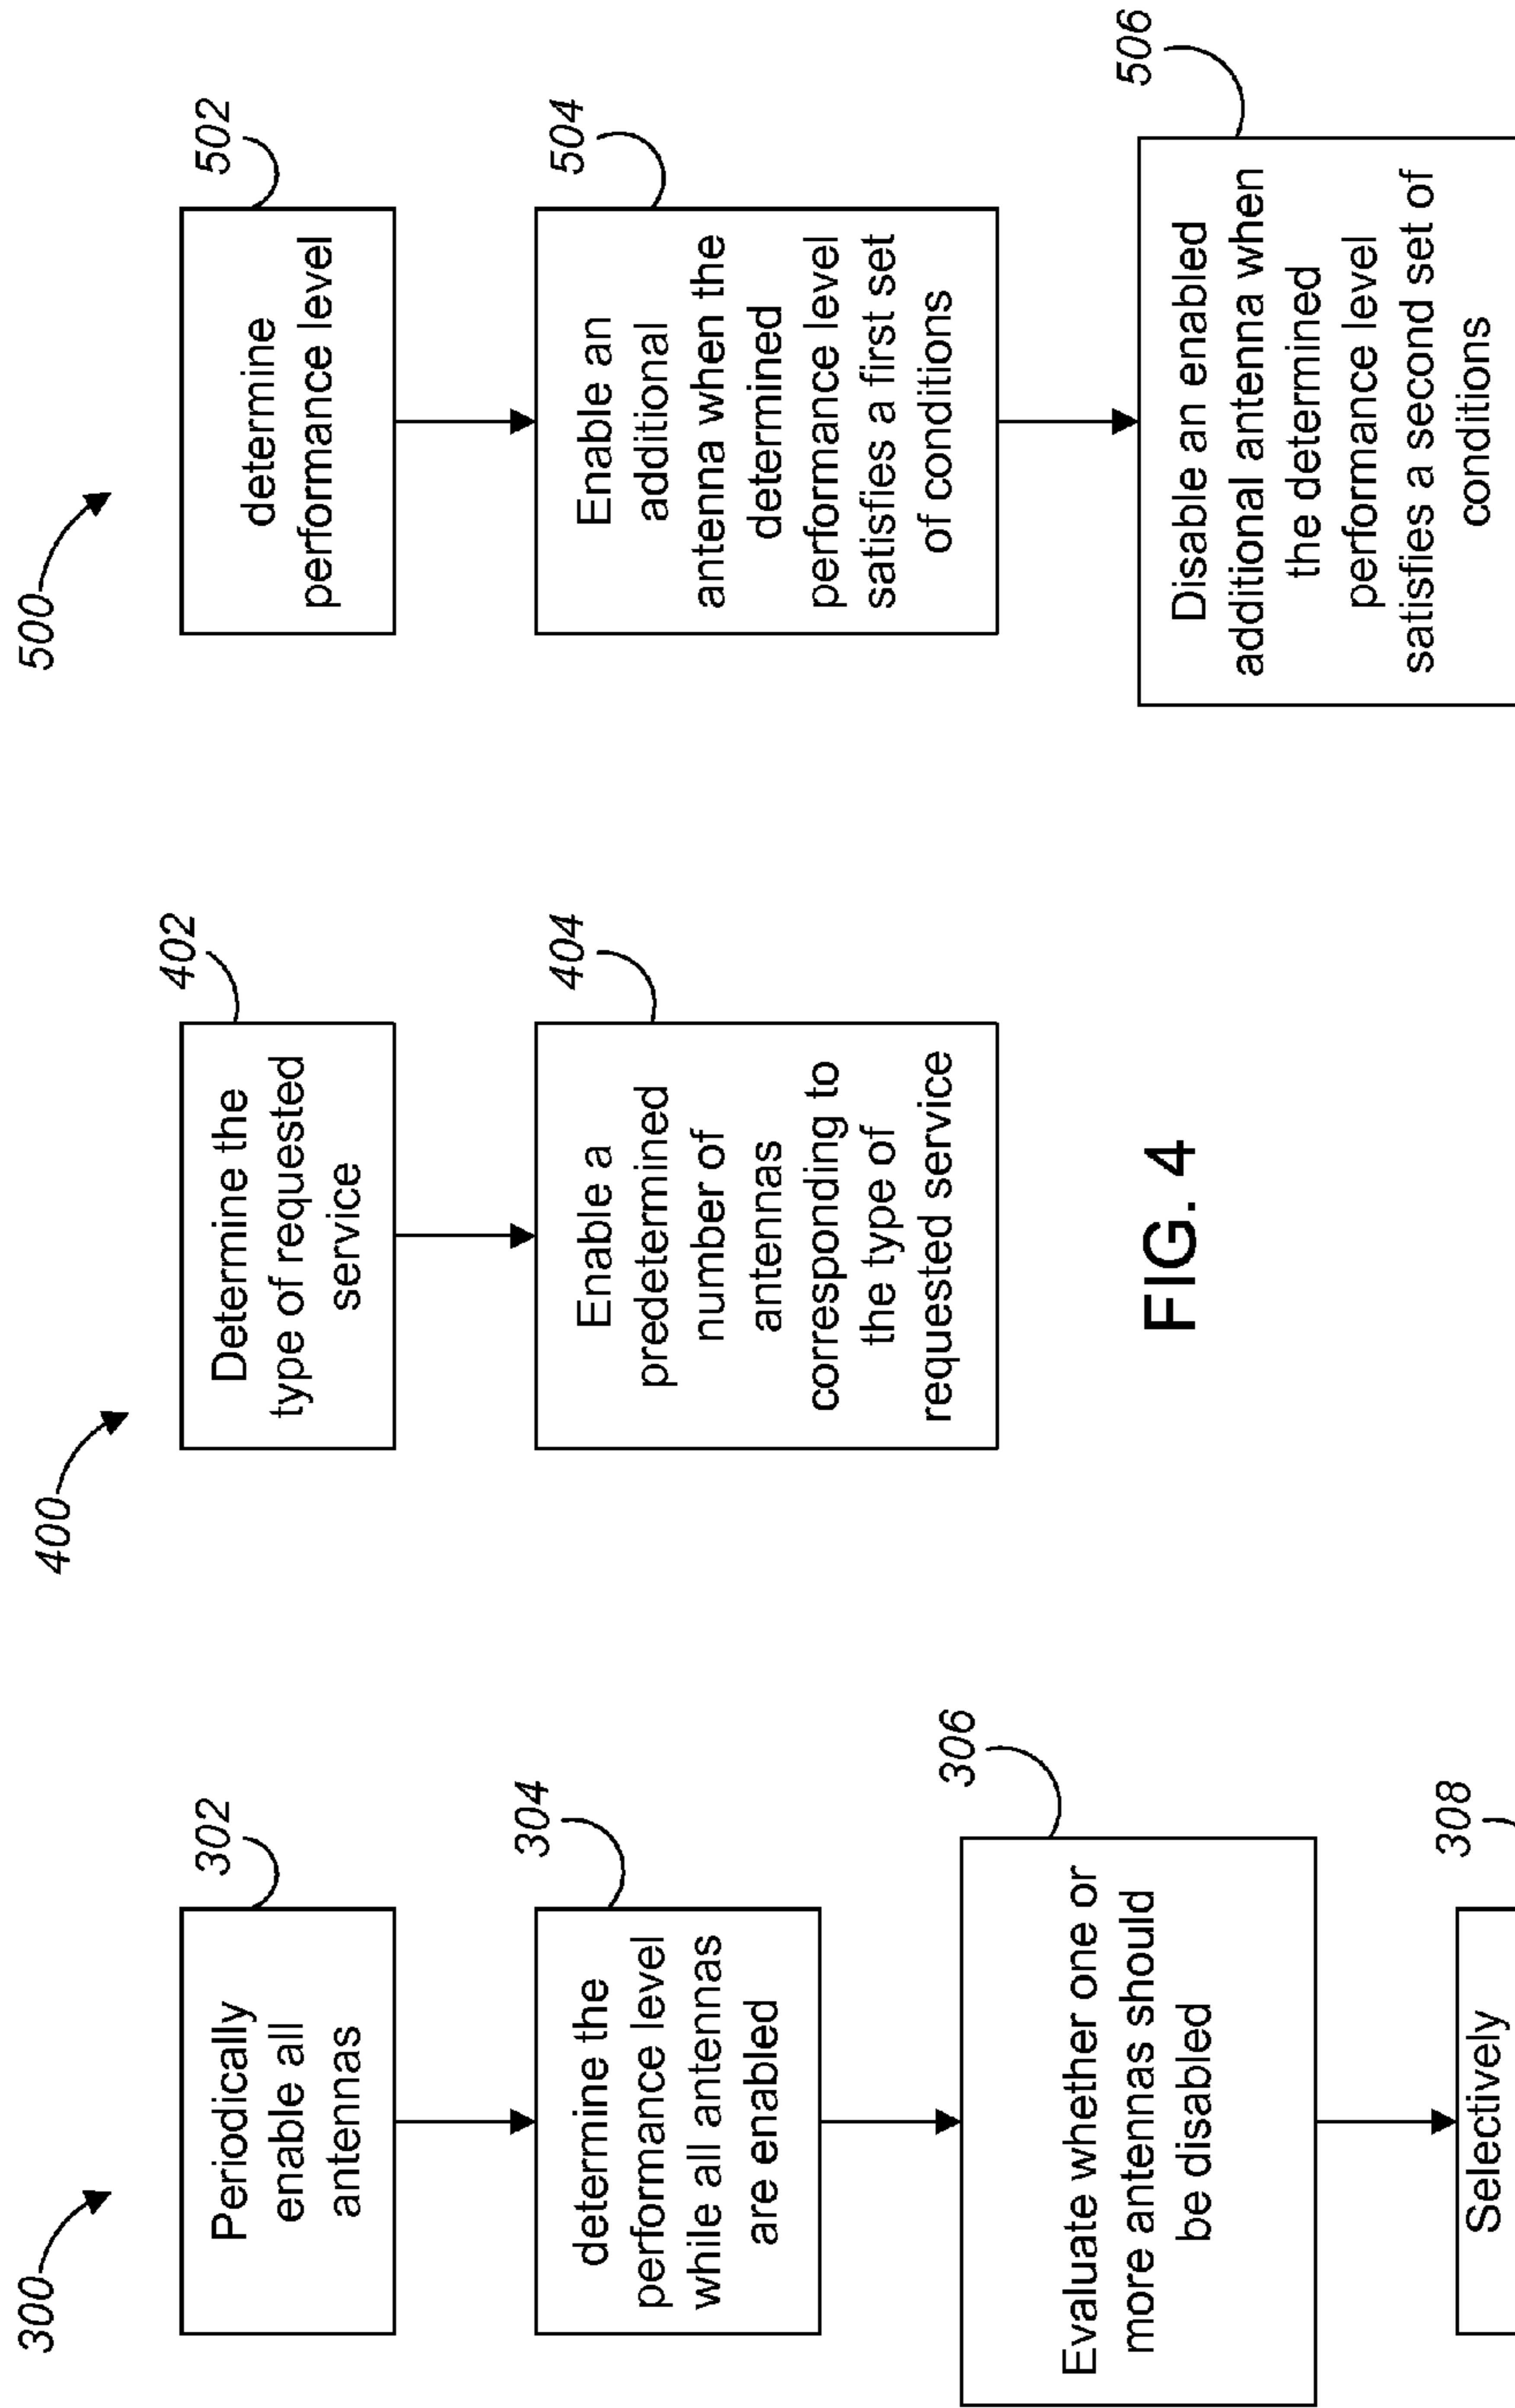 300
302
Periodically
enable all
antennas
304
determine the
performance level
while all antennas
are enabled
306
Evaluate whether one or
more antennas should
be disabled
308
Selectively
400
402
Determine the
type of requested
service
404
Enable a
predetermined
number of
antennas
corresponding to
the type of
requested service
FIG. 4
500
502
determine
performance level
504
Enable an
additional
antenna when the
determined
performance level
satisfies a first set
of conditions
506
Disable an enabled
additional antenna when
the determined
performance level
satisfies a second set of
conditions